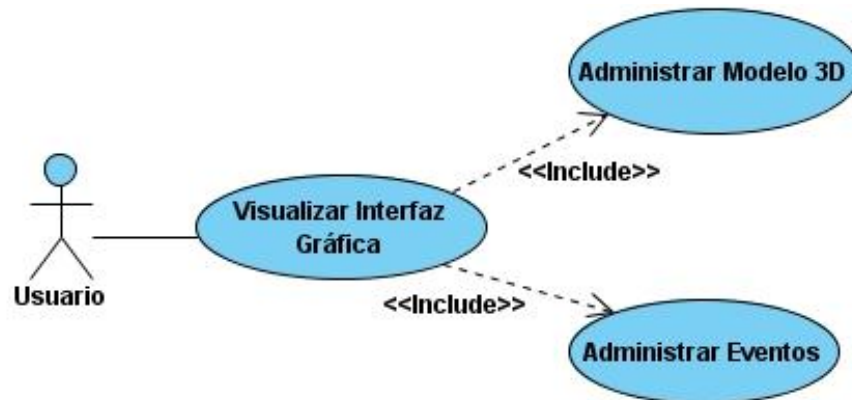 Administrar Modelo 3D
<<Include>>
Visualizar Interfaz
Gráfica
Usuario
<<Include>>
Administrar Eventos